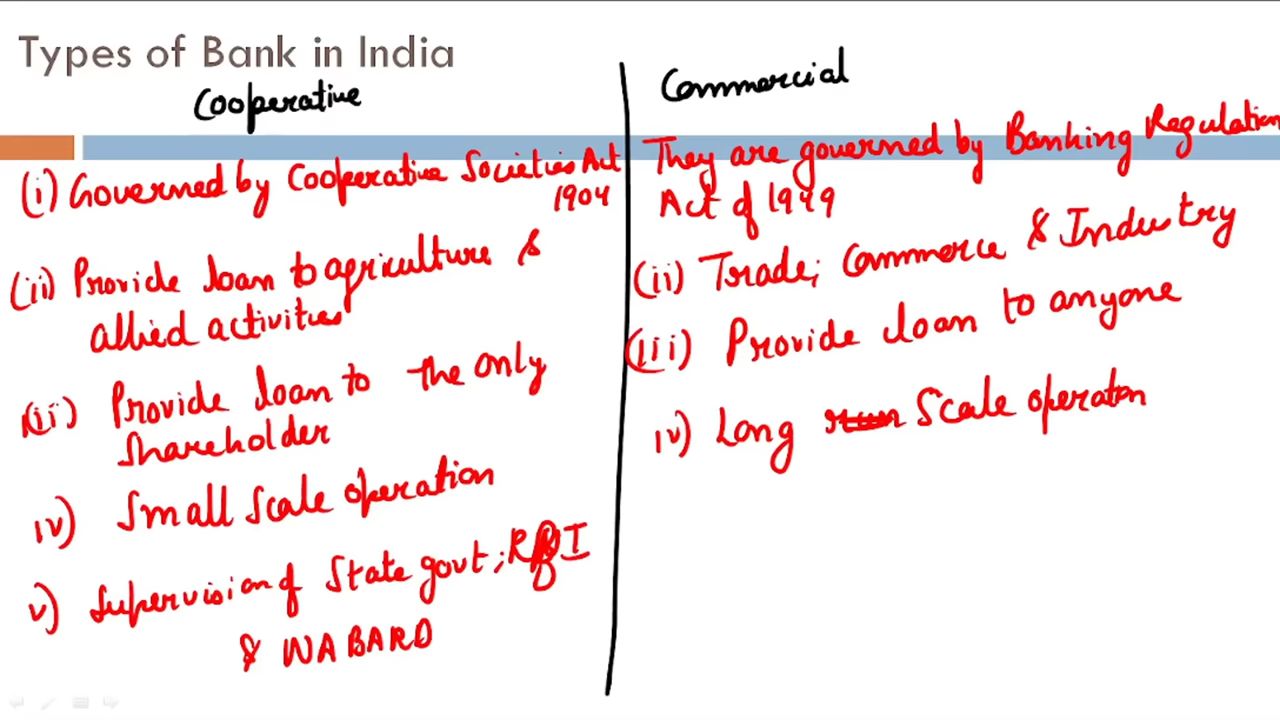 Types of Bank in India
Cooperative
(i) Governed by Cooperative Societies Act
1904
(ii) Provide loan to agriculture &
allied activities
(iii) Provide loan to the only
shareholder
iv) Small Scale operation
v) Supervision of State govt; RBI
& NABARD
Commercial
They are governed by Banking Regulation
Act of 1949
(ii) Trade; Commerce & Industry
(iii) Provide loan to anyone
iv) Long run Scale operaton